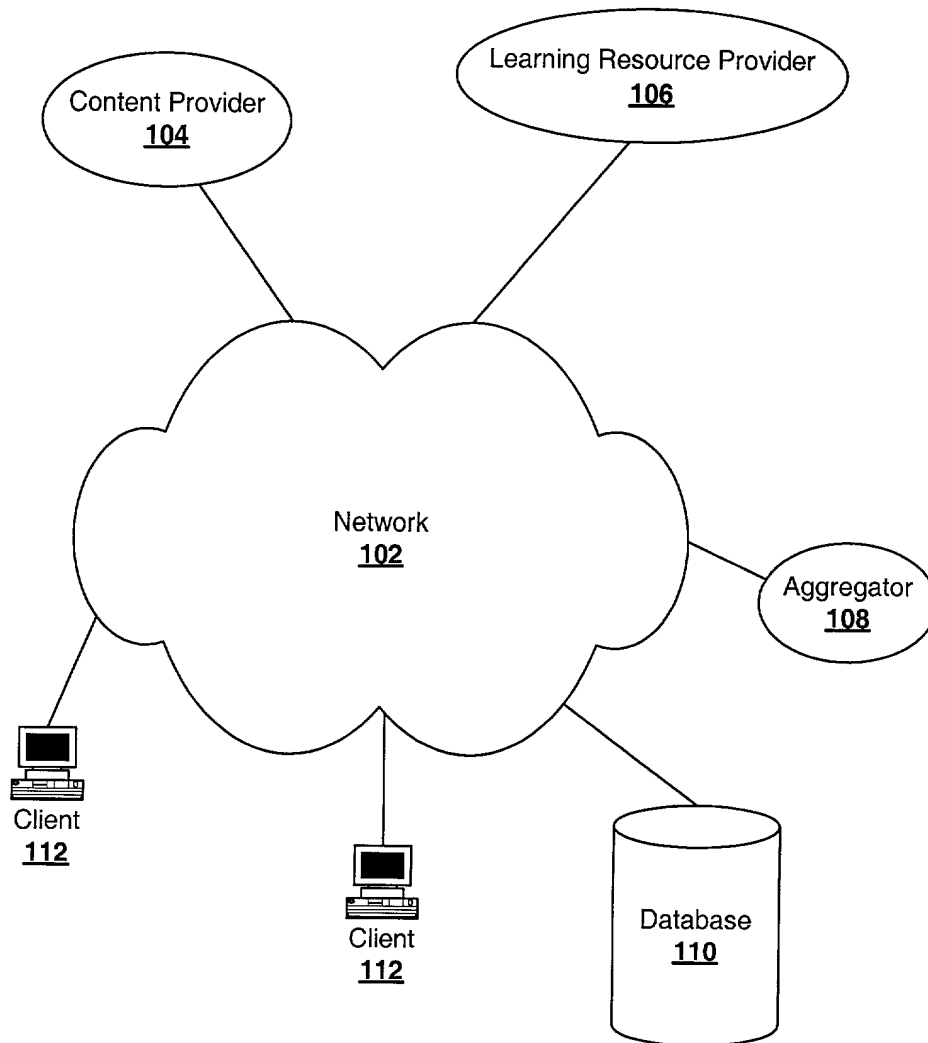 Content Provider
104
Learning Resource Provider
106
Network
102
Aggregator
108
Client
112
Client
112
Database
110